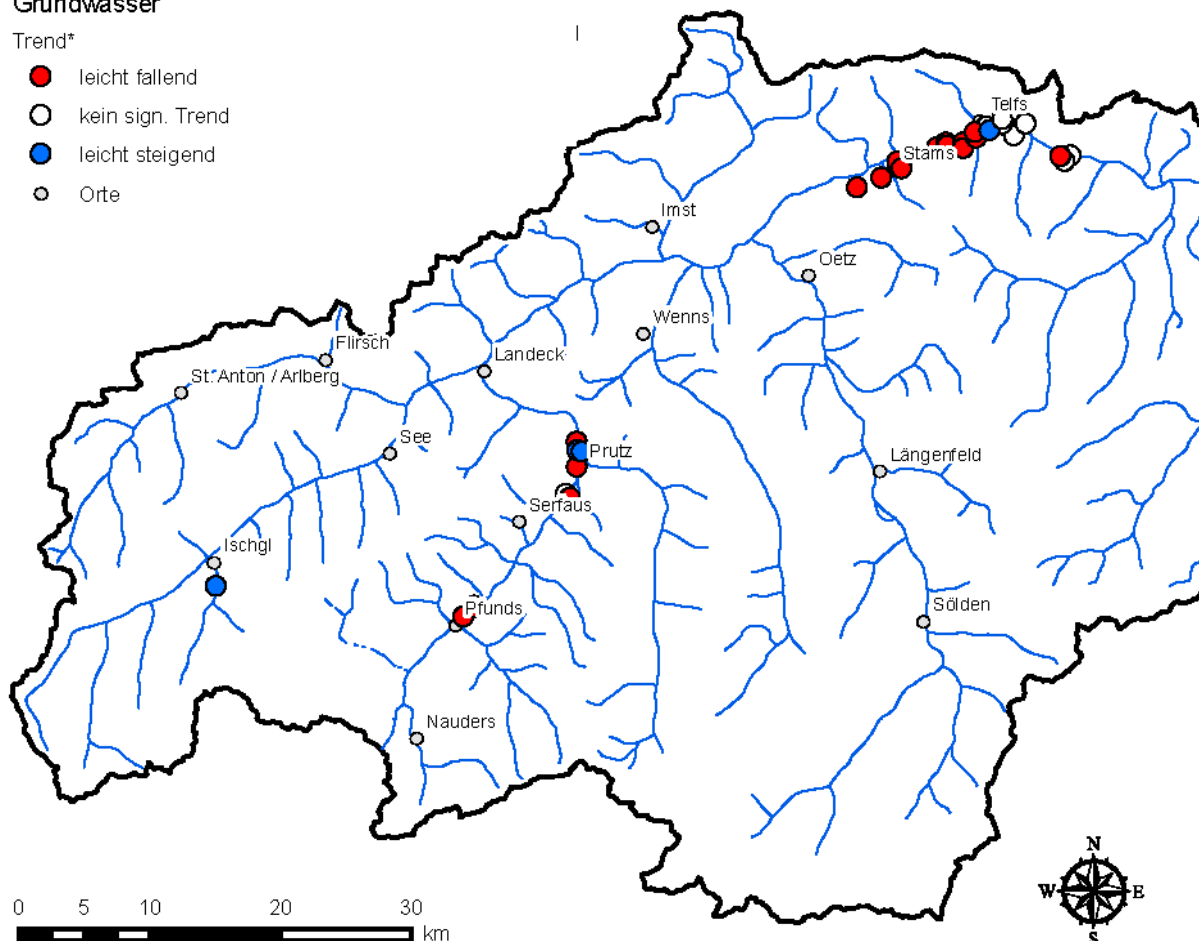 Grundwasser
Trend*
leicht fallend
kein sign. Trend
leicht steigend
Orte
Telfs
Stams
Imst
Oetz
Wenns
Flirsch
Landeck
St. Anton / Arlberg
See
Prutz
Längenfeld
Serfaus
Ischgl
Pfunds
Sölden
Nauders
N
W E
S
0 5 10 20 30
km